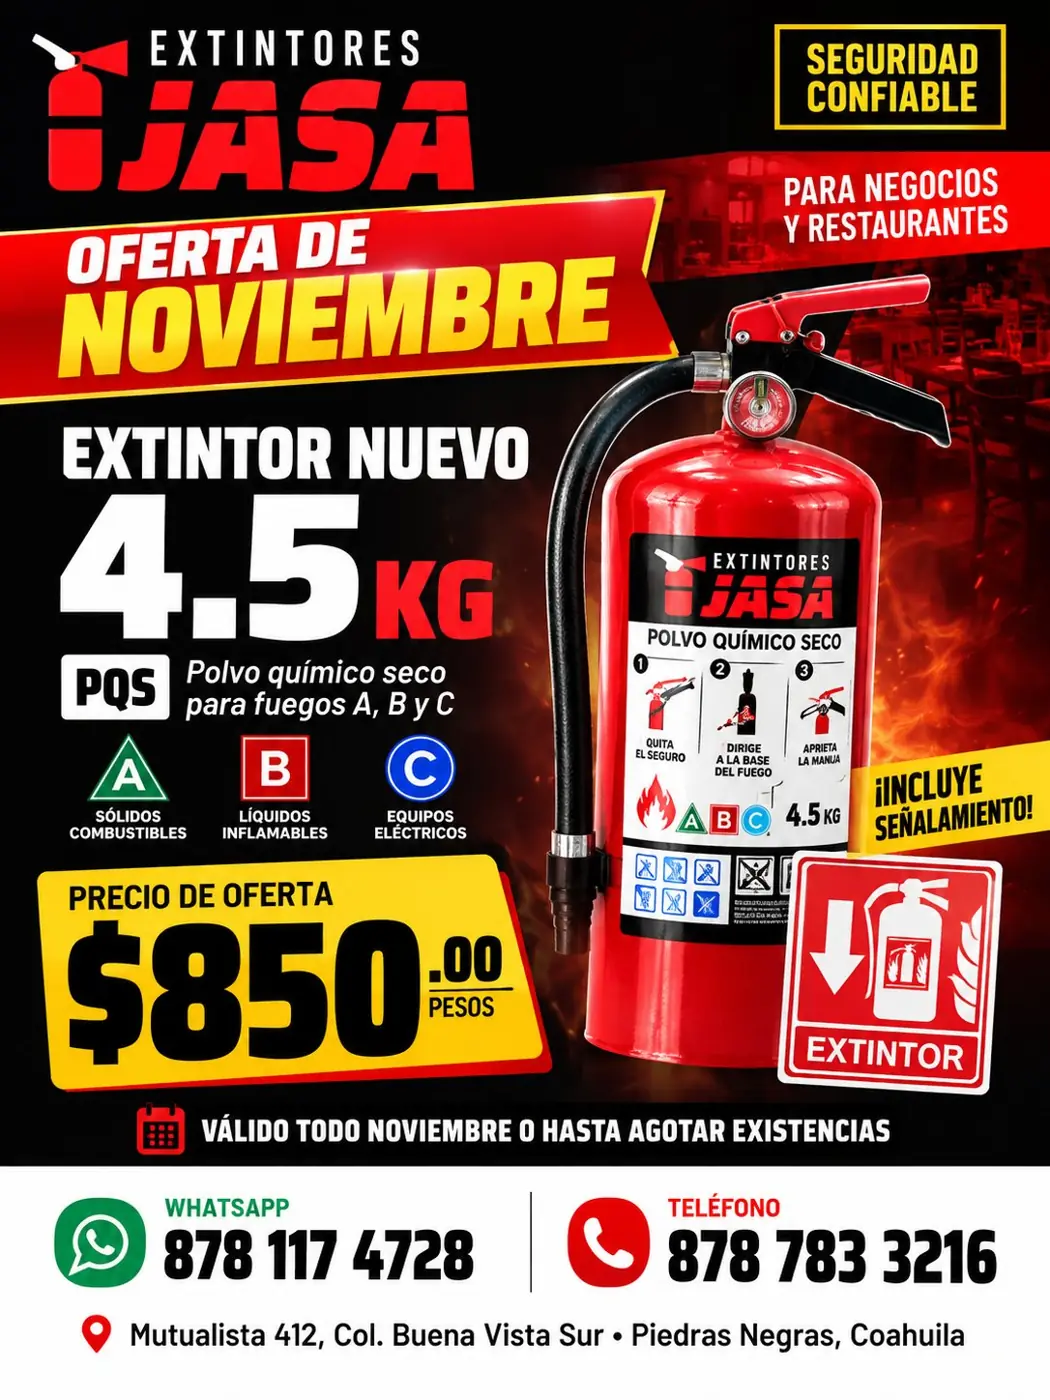 EXTINTORES
JASA
SEGURIDAD
CONFIABLE
PARA NEGOCIOS
Y RESTAURANTES
OFERTA DE
NOVIEMBRE
EXTINTOR NUEVO
4.5 KG
PQS
Polvo químico seco
para fuegos A, B y C
A
SÓLIDOS
COMBUSTIBLES
B
LÍQUIDOS
INFLAMABLES
C
EQUIPOS
ELÉCTRICOS
EXTINTORES
JASA
POLVO QUÍMICO SECO
1
QUITA
EL SEGURO
2
DIRIGE
A LA BASE
DEL FUEGO
3
APRIETA
LA MANIJA
A B C 4.5 KG
¡INCLUYE
SEÑALAMIENTO!
EXTINTOR
PRECIO DE OFERTA
$850.00
PESOS
VÁLIDO TODO NOVIEMBRE O HASTA AGOTAR EXISTENCIAS
WHATSAPP
878 117 4728
TELÉFONO
878 783 3216
Mutualista 412, Col. Buena Vista Sur • Piedras Negras, Coahuila